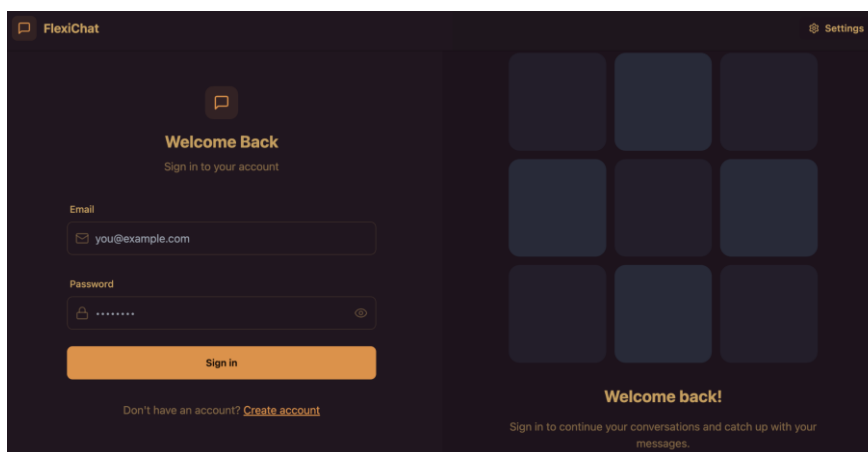 FlexiChat
Settings
Welcome Back
Sign in to your account
Email
you@example.com
Password
••••••••
Sign in
Don't have an account? Create account
Welcome back!
Sign in to continue your conversations and catch up with your
messages.